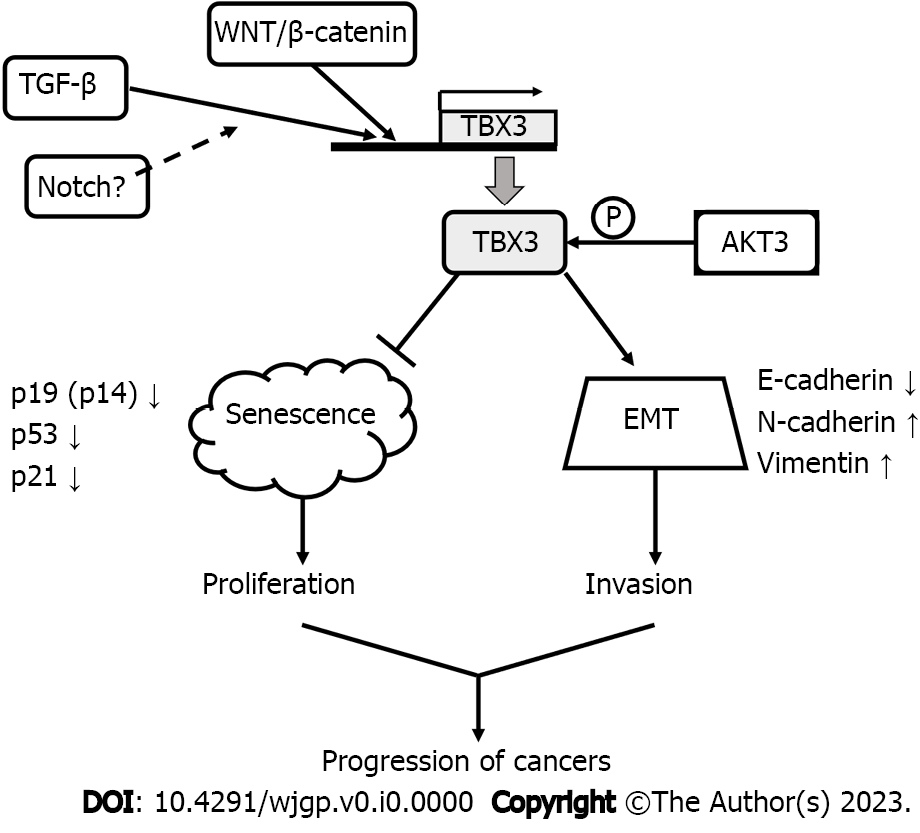 WNT/β-catenin
TGF-β
TBX3
Notch?
P
TBX3
AKT3
p19 (p14) ↓
p53 ↓
p21 ↓
Senescence
EMT
E-cadherin ↓
N-cadherin ↑
Vimentin ↑
Proliferation
Invasion
Progression of cancers
DOI: 10.4291/wjgp.v0.i0.0000 Copyright ©The Author(s) 2023.